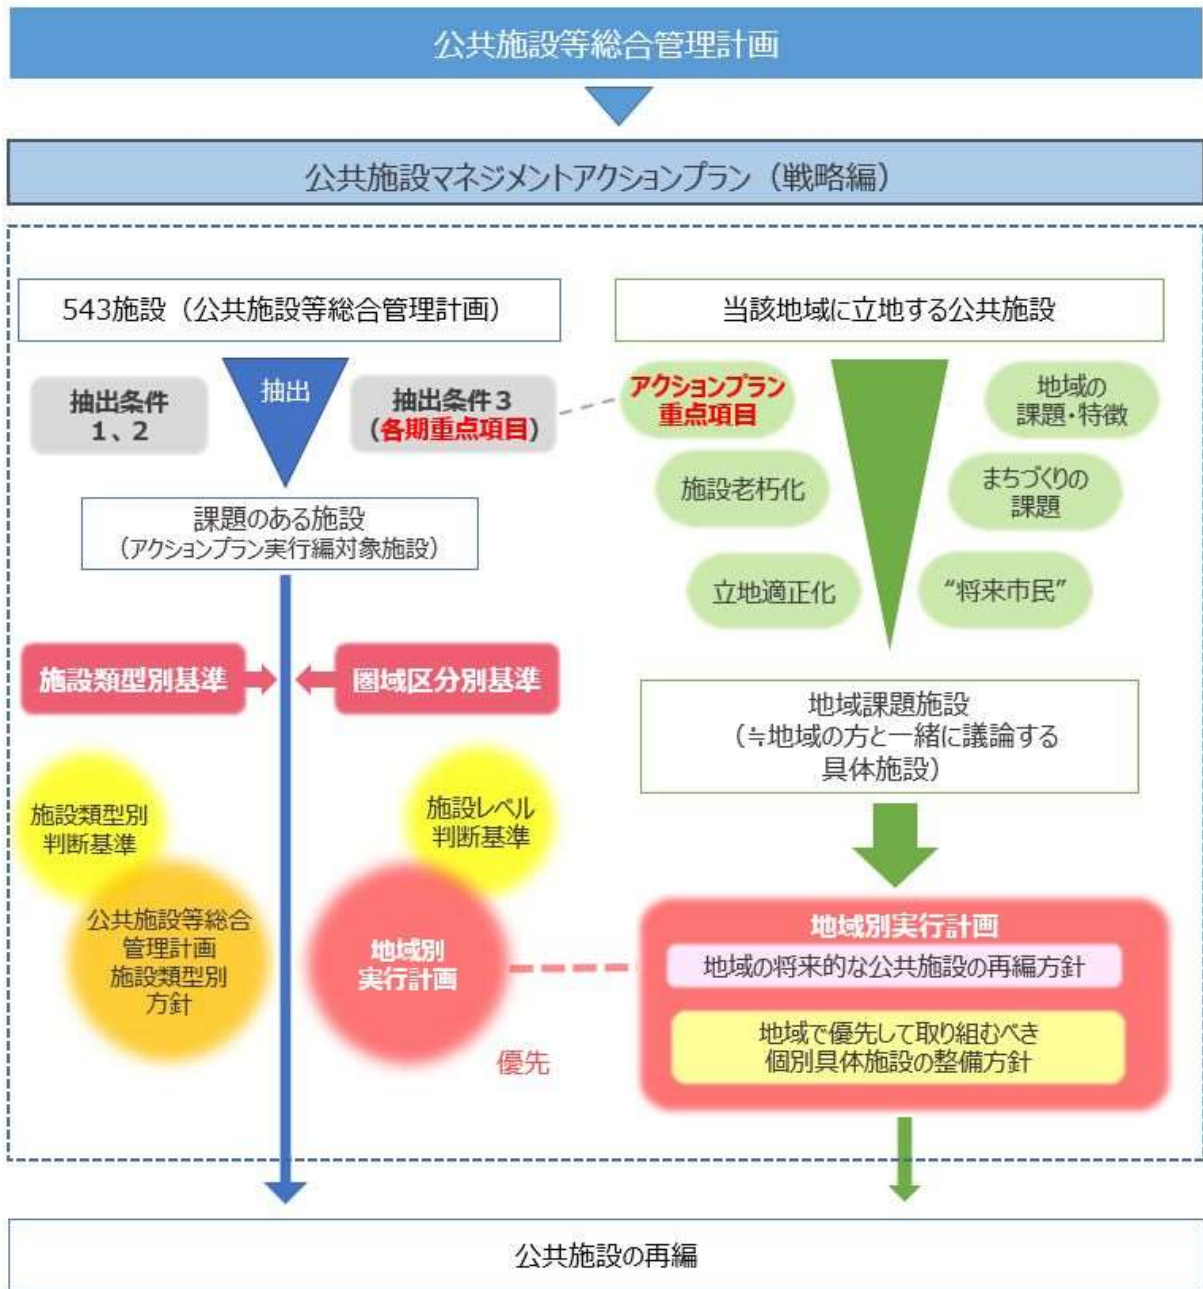 公共施設等総合管理計画
公共施設マネジメントアクションプラン（戦略編）
543施設（公共施設等総合管理計画）
抽出
抽出条件
1、2
抽出条件３
(各期重点項目)
課題のある施設
（アクションプラン実行編対象施設）
施設類型別基準
圏域区分別基準
施設類型別
判断基準
公共施設等総合
管理計画
施設類型別
方針
施設レベル
判断基準
地域別
実行計画
優先
当該地域に立地する公共施設
アクションプラン
重点項目
地域の
課題・特徴
施設老朽化
まちづくりの
課題
立地適正化
“将来市民”
地域課題施設
（≒地域の方と一緒に議論する
具体施設）
地域別実行計画
地域の将来的な公共施設の再編方針
地域で優先して取り組むべき
個別具体施設の整備方針
公共施設の再編